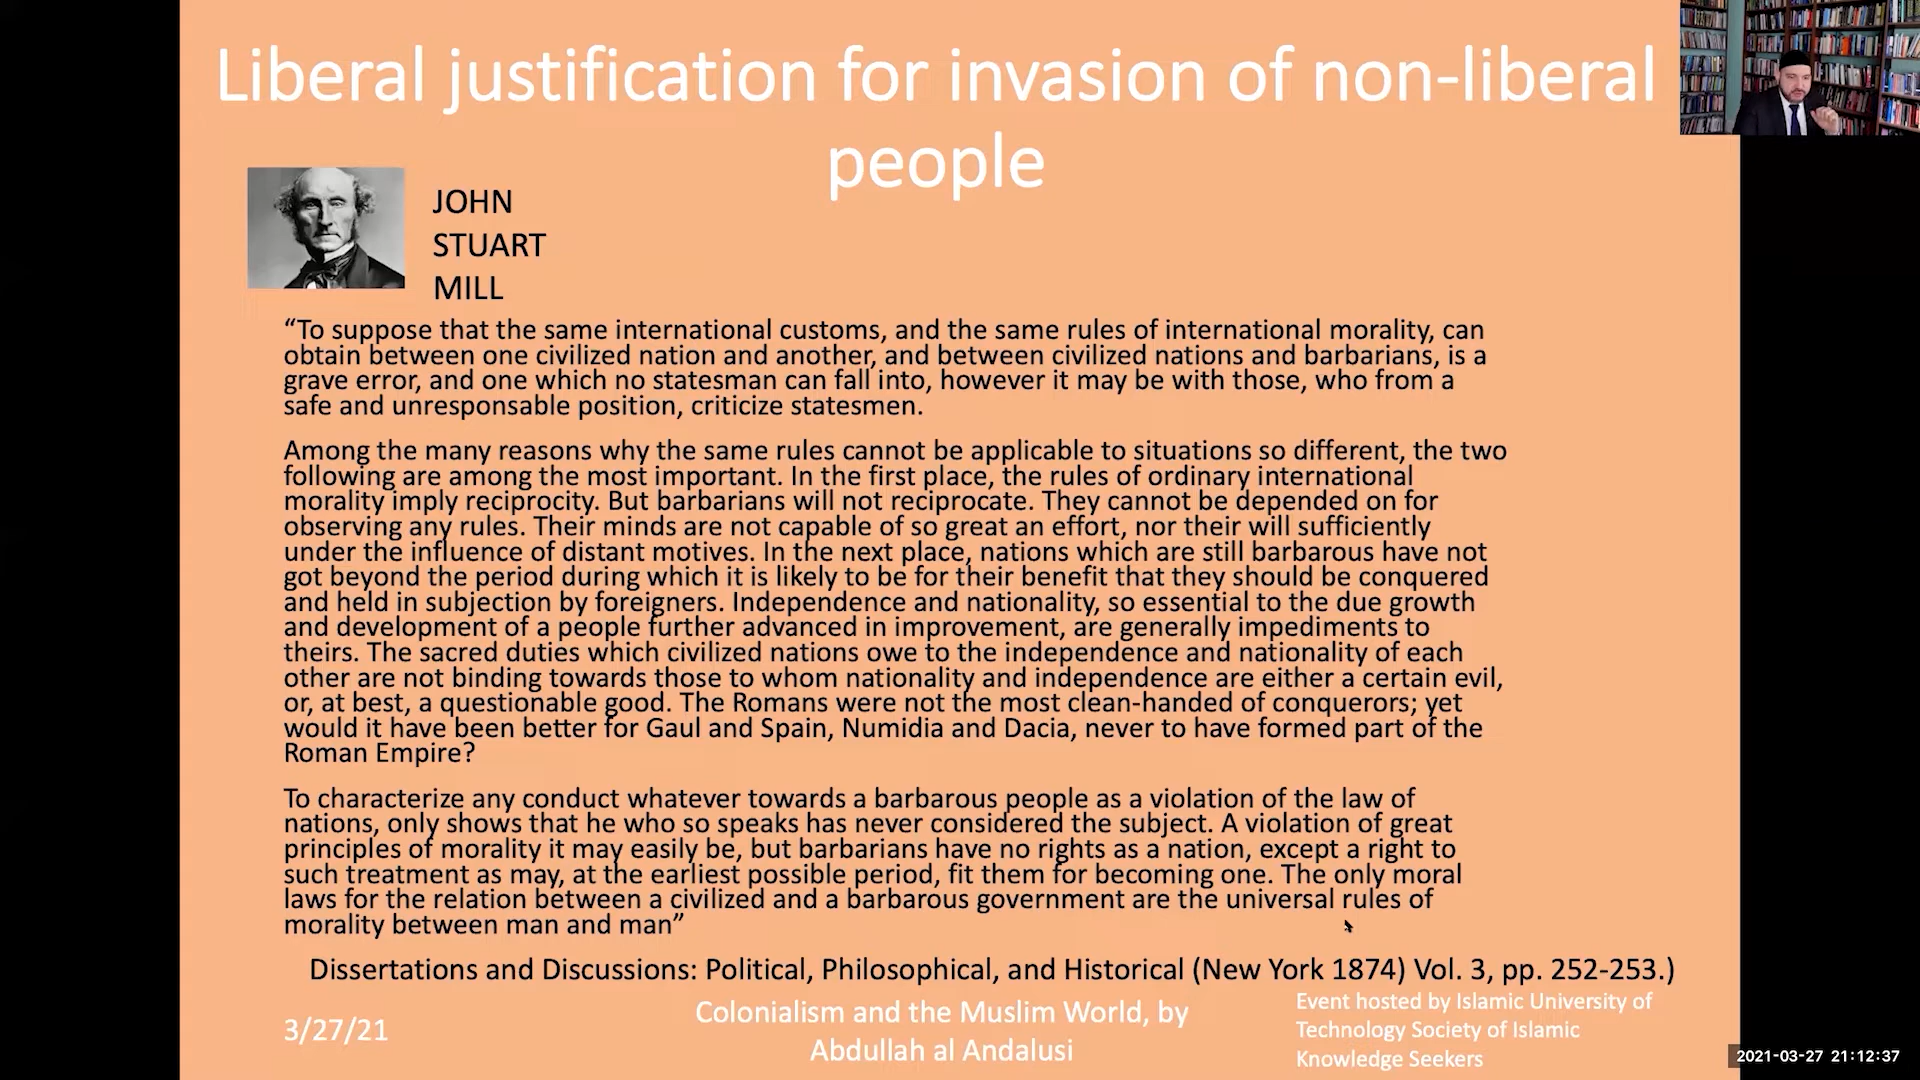 Liberal justification for invasion of non-liberal
people
JOHN
STUART
MILL
“To suppose that the same international customs, and the same rules of international morality, can
obtain between one civilized nation and another, and between civilized nations and barbarians, is a
grave error, and one which no statesman can fall into, however it may be with those, who from a
safe and unresponsable position, criticize statesmen.
Among the many reasons why the same rules cannot be applicable to situations so different, the two
following are among the most important. In the first place, the rules of ordinary international
morality imply reciprocity. But barbarians will not reciprocate. They cannot be depended on for
observing any rules. Their minds are not capable of so great an effort, nor their will sufficiently
under the influence of distant motives. In the next place, nations which are still barbarous have not
got beyond the period during which it is likely to be for their benefit that they should be conquered
and held in subjection by foreigners. Independence and nationality, so essential to the due growth
and development of a people further advanced in improvement, are generally impediments to
theirs. The sacred duties which civilized nations owe to the independence and nationality of each
other are not binding towards those to whom nationality and independence are either a certain evil,
or, at best, a questionable good. The Romans were not the most clean-handed of conquerors; yet
would it have been better for Gaul and Spain, Numidia and Dacia, never to have formed part of the
Roman Empire?
To characterize any conduct whatever towards a barbarous people as a violation of the law of
nations, only shows that he who so speaks has never considered the subject. A violation of great
principles of morality it may easily be, but barbarians have no rights as a nation, except a right to
such treatment as may, at the earliest possible period, fit them for becoming one. The only moral
laws for the relation between a civilized and a barbarous government are the universal rules of
morality between man and man”
Dissertations and Discussions: Political, Philosophical, and Historical (New York 1874) Vol. 3, pp. 252-253.)
3/27/21
Colonialism and the Muslim World, by
Abdullah al Andalusi
Event hosted by Islamic University of
Technology Society of Islamic
Knowledge Seekers
2021-03-27 21:12:37